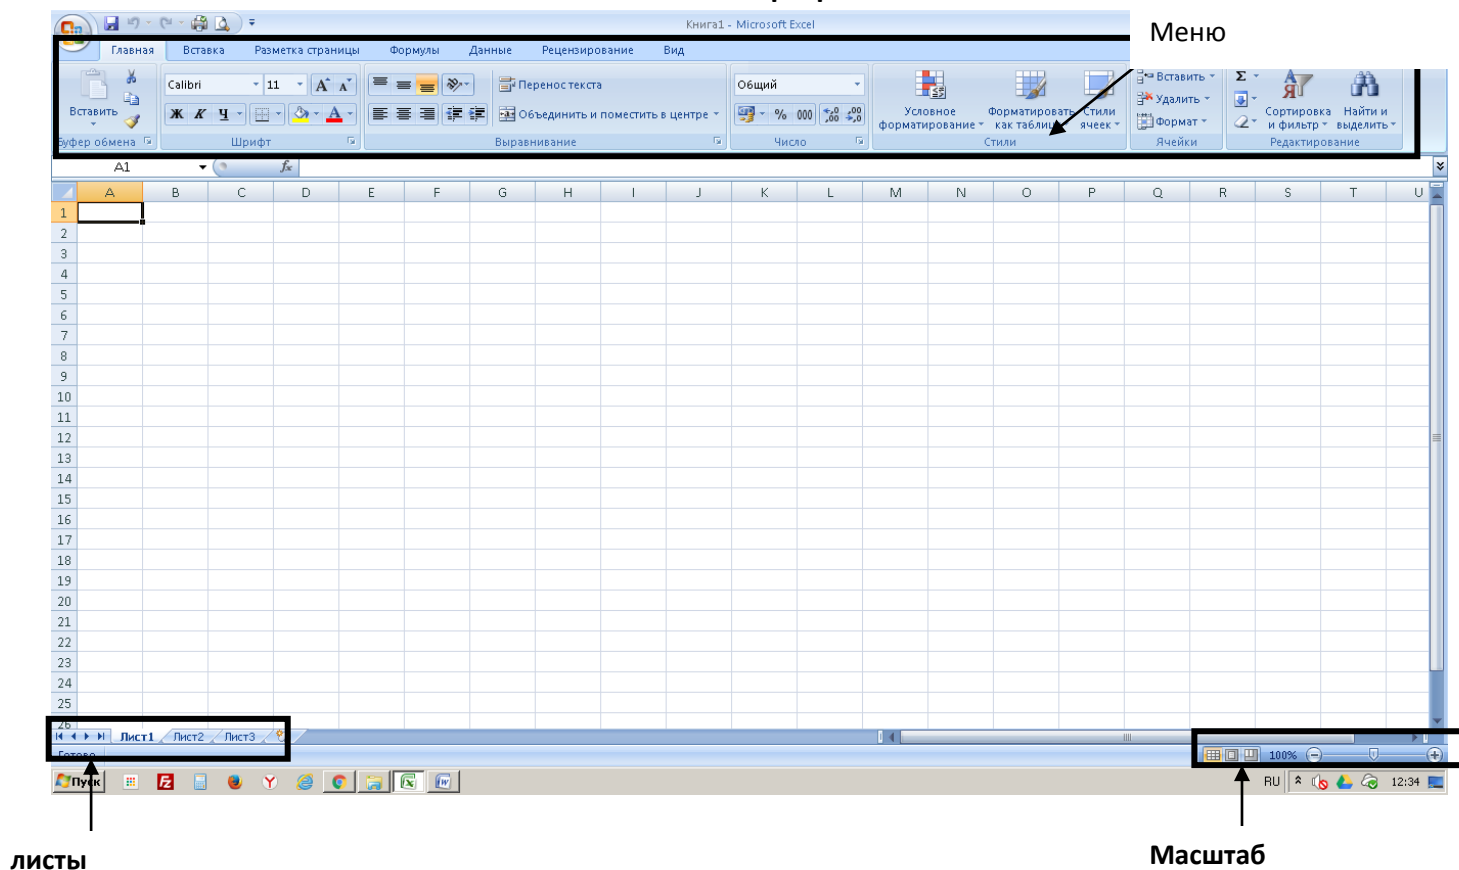 Книга1 - Microsoft Excel
Меню
Главная Вставка Разметка страницы Формулы Данные Рецензирование Вид
Вставить
Буфер обмена
Calibri 11
Ж К Ч
Шрифт
Перенос текста
Объединить и поместить в центре
Выравнивание
Общий
% 000
Число
Условное форматирование
Форматировать как таблицу
Стили ячеек
Стили
Вставить
Удалить
Формат
Ячейки
Σ
Сортировка и фильтр
Найти и выделить
Редактирование
A1 fx
A B C D E F G H I J K L M N O P Q R S T U
1
2
3
4
5
6
7
8
9
10
11
12
13
14
15
16
17
18
19
20
21
22
23
24
25
26
Лист1 Лист2 Лист3
Готово
100%
Пуск
RU 12:34
листы
Масштаб